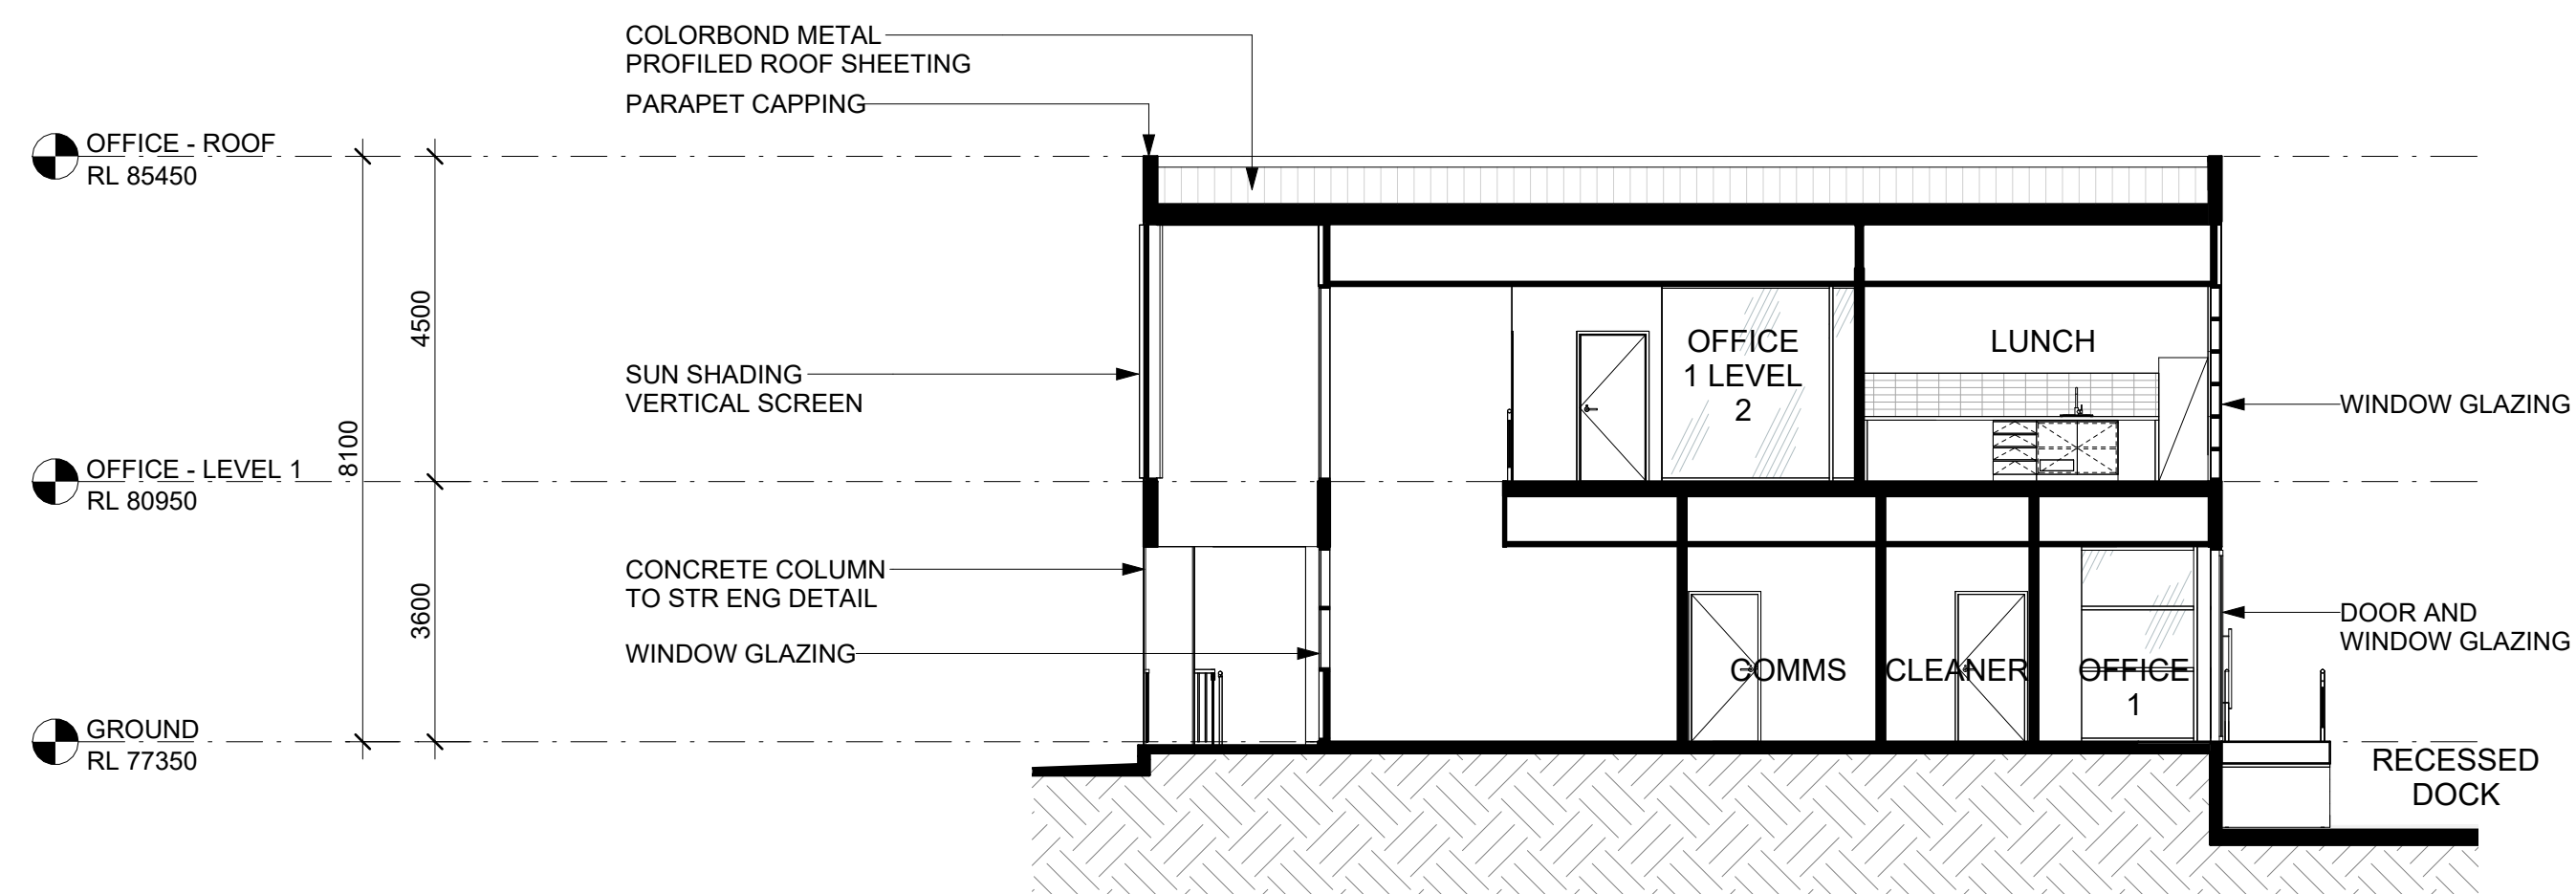 COLORBOND METAL
PROFILED ROOF SHEETING
PARAPET CAPPING
OFFICE - ROOF
RL 85450
4500
8100
3600
SUN SHADING
VERTICAL SCREEN
OFFICE
1 LEVEL
2
LUNCH
WINDOW GLAZING
OFFICE - LEVEL 1
RL 80950
CONCRETE COLUMN
TO STR ENG DETAIL
WINDOW GLAZING
COMMS
CLEANER
OFFICE
1
DOOR AND
WINDOW GLAZING
GROUND
RL 77350
RECESSED
DOCK